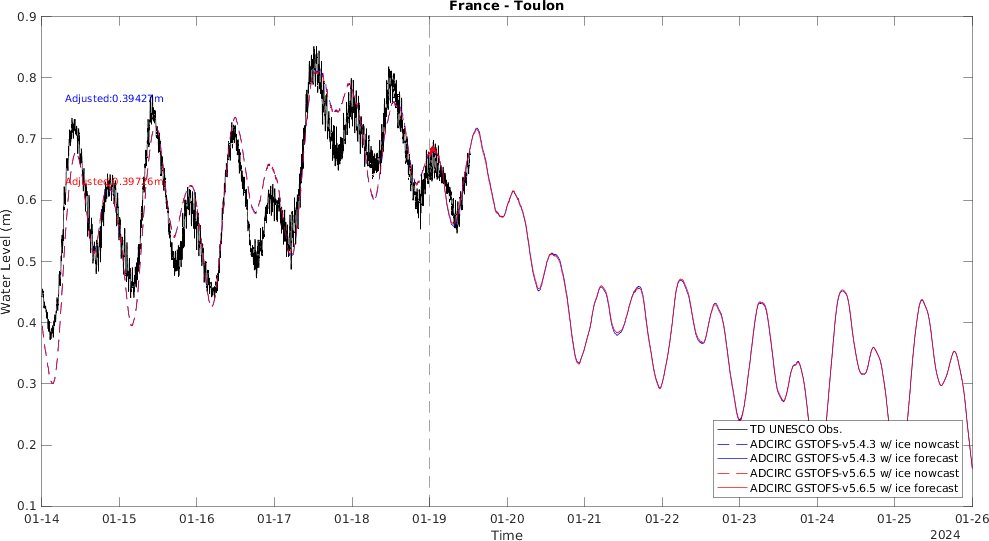 France - Toulon
0.9
0.8
0.7
0.6
0.5
0.4
0.3
0.2
0.1
Water Level (m)
Adjusted:0.39427m
Adjusted:0.39726m
TD UNESCO Obs.
ADCIRC GSTOFS-v5.4.3 w/ ice nowcast
ADCIRC GSTOFS-v5.4.3 w/ ice forecast
ADCIRC GSTOFS-v5.6.5 w/ ice nowcast
ADCIRC GSTOFS-v5.6.5 w/ ice forecast
01-14 01-15 01-16 01-17 01-18 01-19 01-20 01-21 01-22 01-23 01-24 01-25 01-26
Time
2024